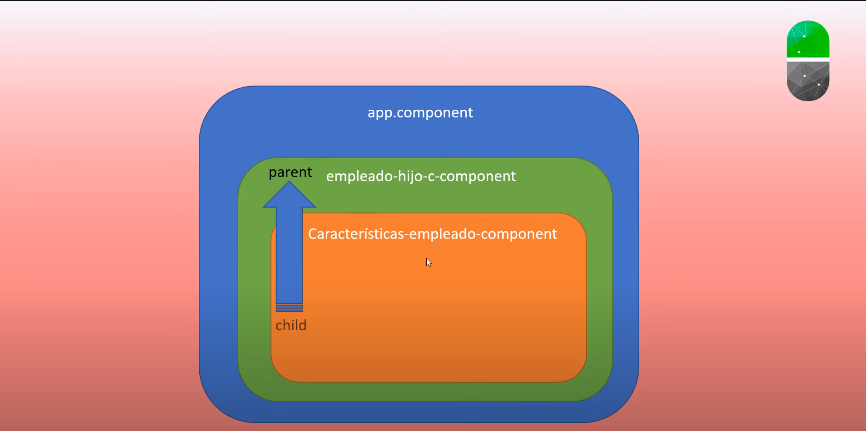 app.component
parent
empleado-hijo-c-component
Características-empleado-component
child